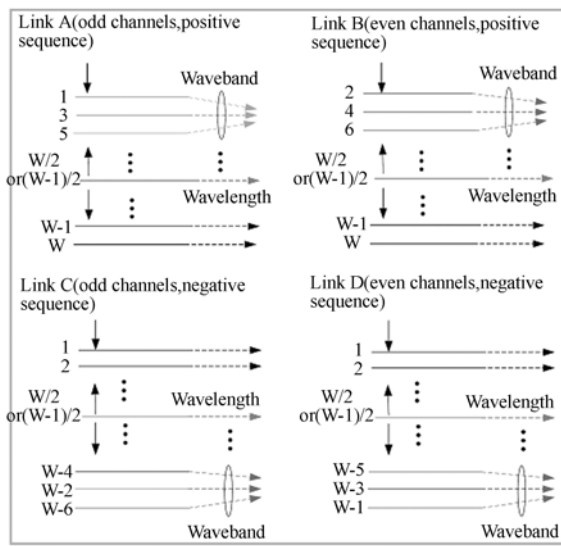 Link A(odd channels,positive
sequence)
Waveband
1
3
5
W/2
or(W-1)/2
Wavelength
W-1
W
Link B(even channels,positive
sequence)
Waveband
2
4
6
W/2
or(W-1)/2
Wavelength
W-1
W
Link C(odd channels,negative
sequence)
1
2
W/2
or(W-1)/2
Wavelength
W-4
W-2
W-6
Waveband
Link D(even channels,negative
sequence)
1
2
W/2
or(W-1)/2
Wavelength
W-5
W-3
W-1
Waveband